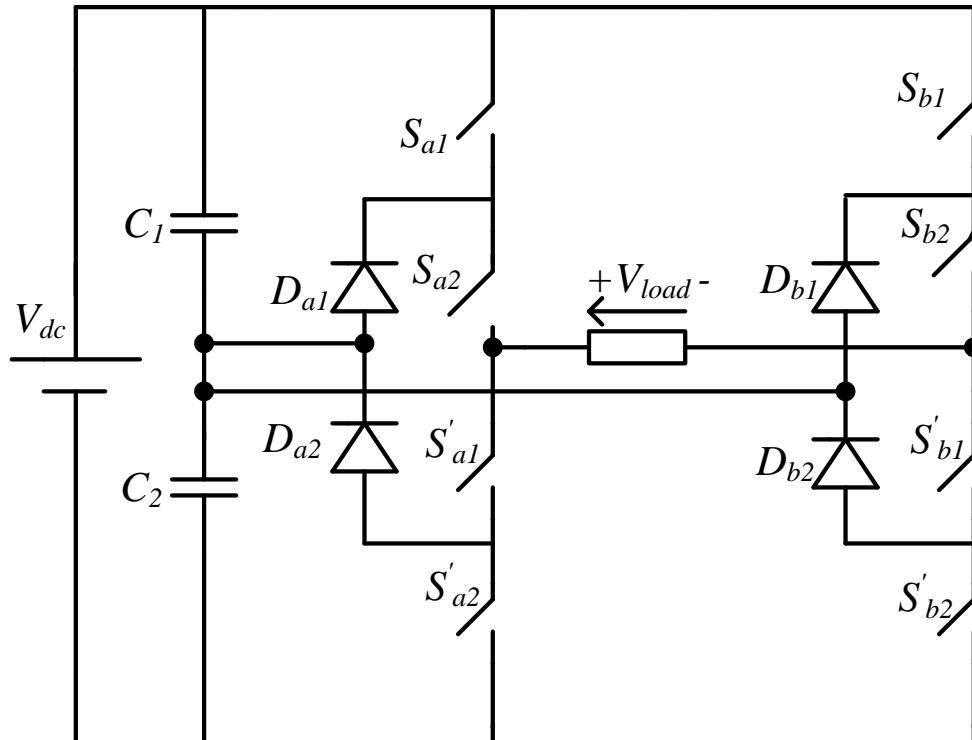 S_b1
S_a1
C_1
S_b2
S_a2
+ V_load -
D_a1
D_b1
V_dc
D_a2
S'_a1
S'_b1
D_b2
C_2
S'_a2
S'_b2